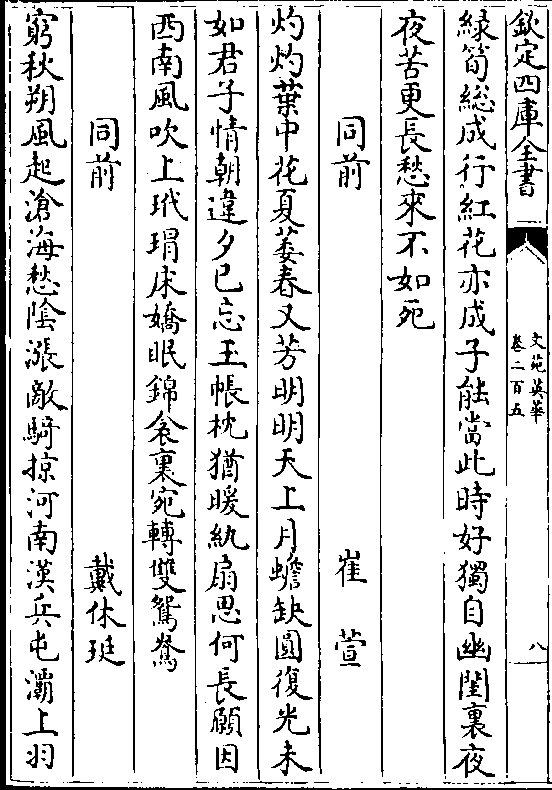 欽定四庫全書
文苑英華
卷二百五
八
緑筍総成行紅花亦成子能當此時好獨自幽閨裏夜
夜苦更長愁來不如死
同前 崔萱
灼灼葉中花夏萎春又芳明明天上月蟾缺圓復光未
如君子情朝違夕已忘玉帳枕猶暖紈扇思何長願因
西南風吹上玳瑁床嬌眠錦衾裏宛轉雙鴛鴦
同前 戴休珽
窮秋朔風起滄海愁陰漲敵騎掠河南漢兵屯灞上羽